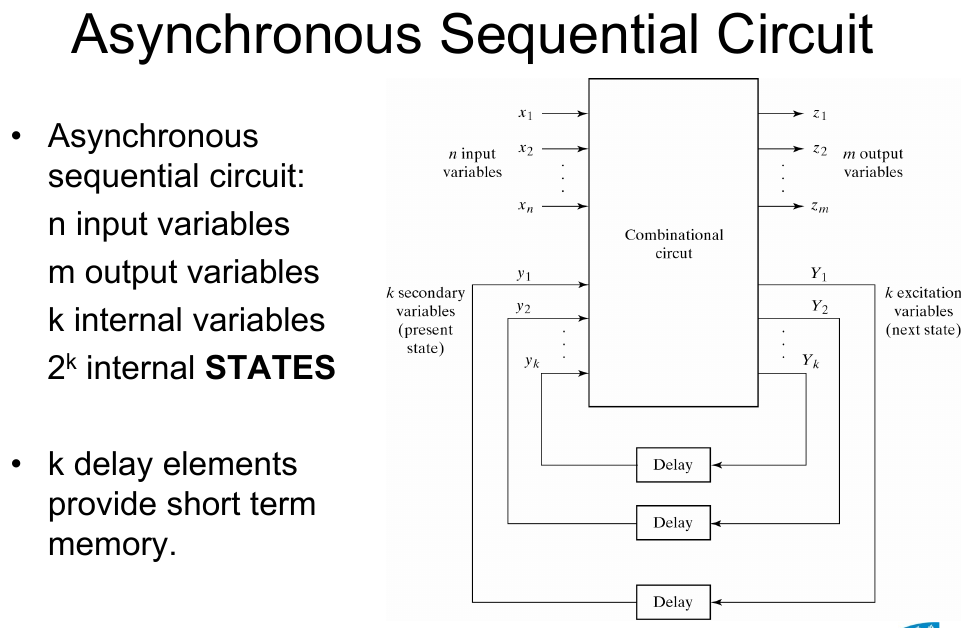 Asynchronous Sequential Circuit
• Asynchronous
sequential circuit:
n input variables
m output variables
k internal variables
2ᵏ internal STATES
• k delay elements
provide short term
memory.
x₁
x₂
xₙ
n input
variables
z₁
z₂
zₘ
m output
variables
Combinational
circut
y₁
y₂
yₖ
k secondary
variables
(present
state)
Y₁
Y₂
Yₖ
k excitation
variables
(next state)
Delay
Delay
Delay